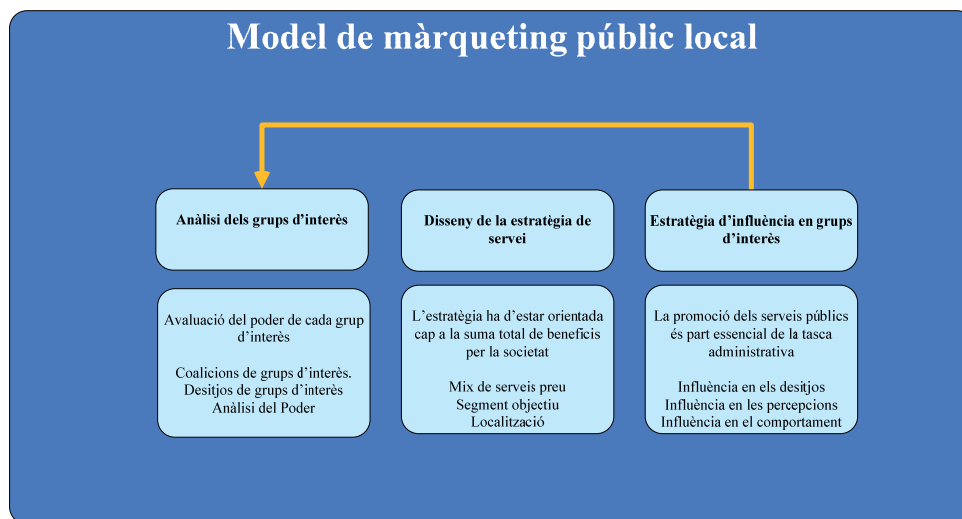 Model de màrqueting públic local
Anàlisi dels grups d'interès
Disseny de la estratègia de
servei
Estratègia d'influència en grups
d'interès
Avaluació del poder de cada grup
d'interès
Coalicions de grups d'interès.
Desitjos de grups d'interès
Anàlisi del Poder
L'estratègia ha d'estar orientada
cap a la suma total de beneficis
per la societat
Mix de serveis preu
Segment objectiu
Localització
La promoció dels serveis públics
és part essencial de la tasca
administrativa
Influència en els desitjos
Influència en les percepcions
Influència en el comportament